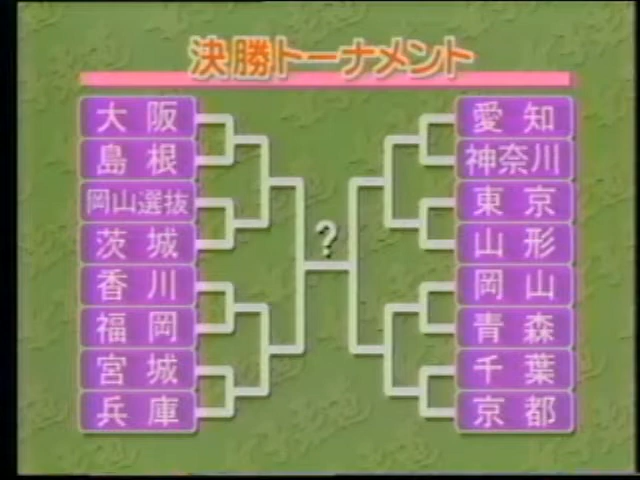 決勝トーナメント
大阪
島根
岡山選抜
茨城
香川
福岡
宮城
兵庫
?
愛知
神奈川
東京
山形
岡山
青森
千葉
京都